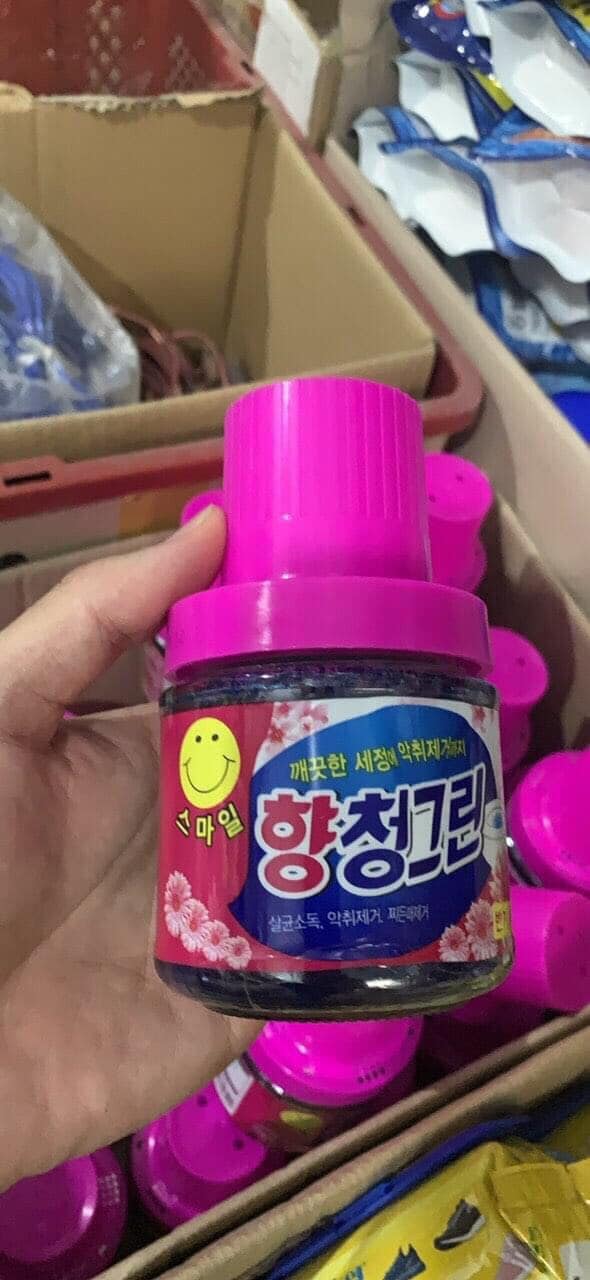 스마일
깨끗한 세정에 악취제거까지
향·청그린
살균소독, 악취제거, 찌든때제거